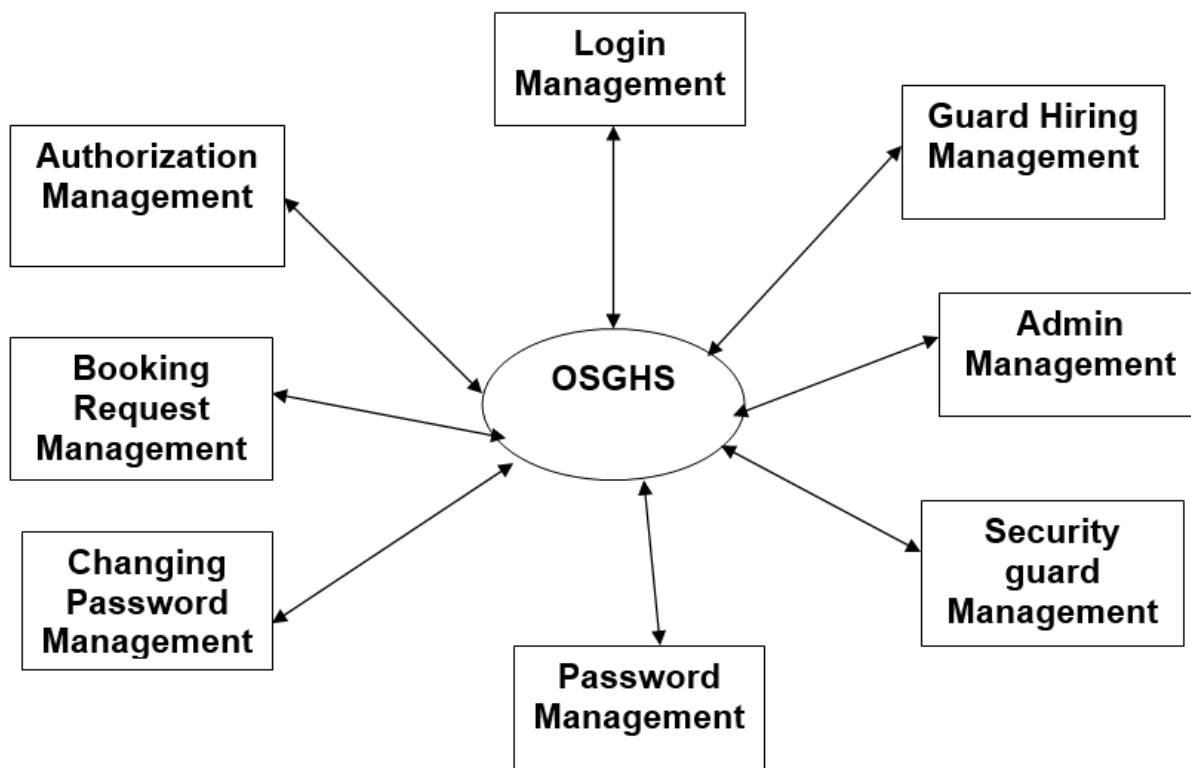 Login
Management
Guard Hiring
Management
Authorization
Management
Admin
Management
OSGHS
Booking
Request
Management
Security
guard
Management
Changing
Password
Management
Password
Management